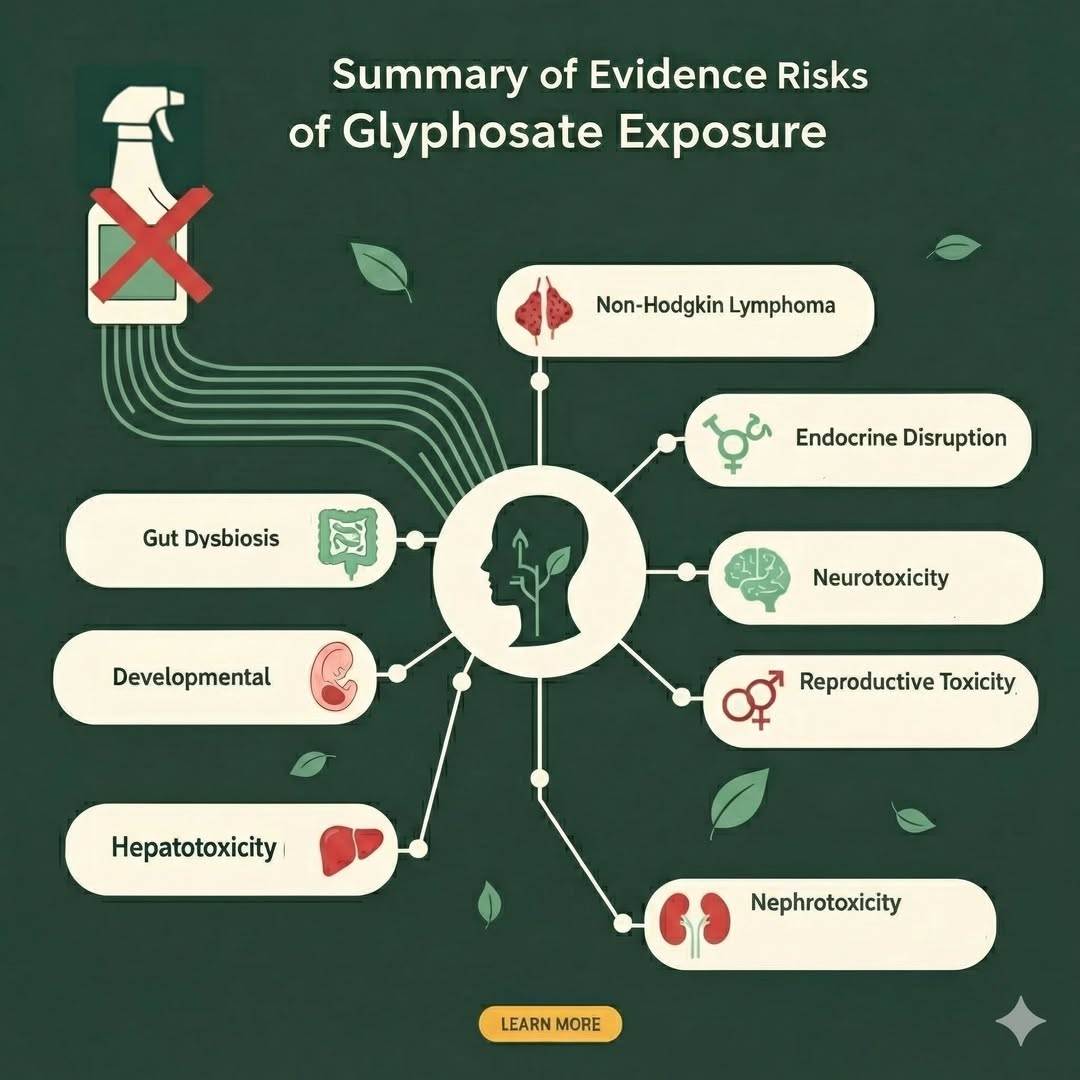 Summary of Evidence Risks
of Glyphosate Exposure
Non-Hodgkin Lymphoma
Endocrine Disruption
Gut Dysbiosis
Neurotoxicity
Developmental
Reproductive Toxicity
Hepatotoxicity
Nephrotoxicity
LEARN MORE